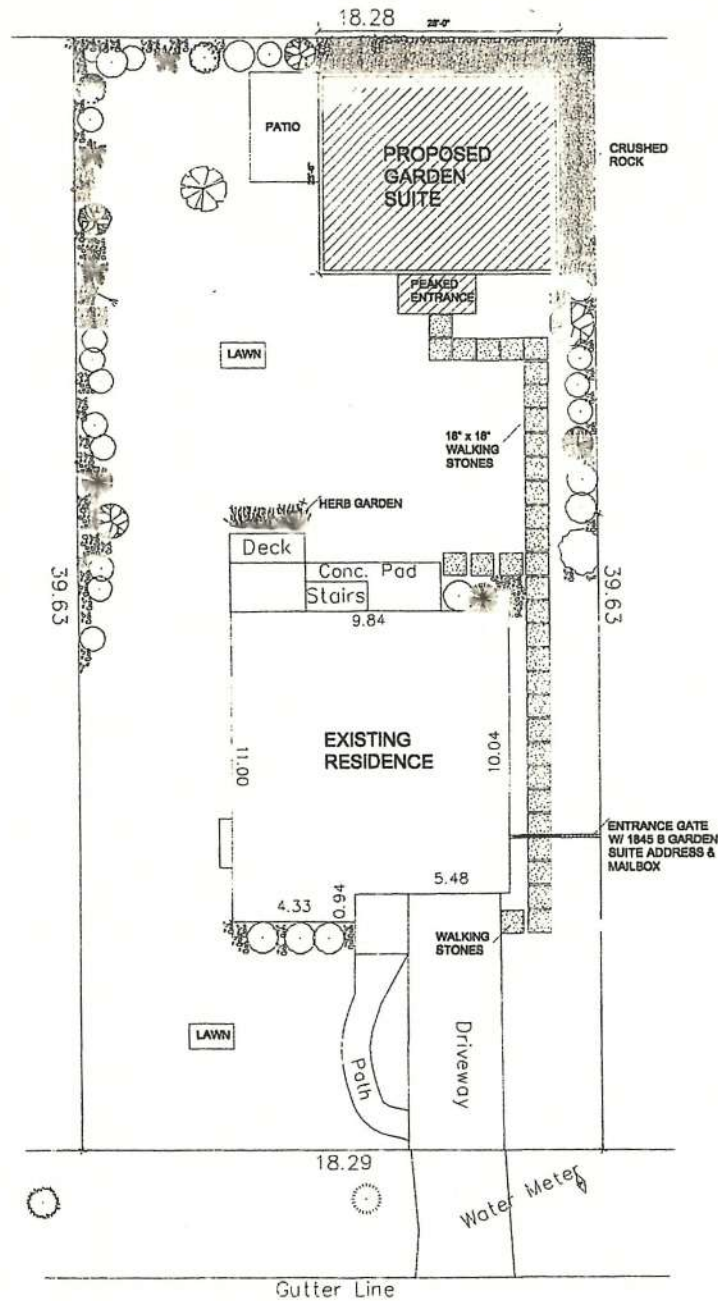 18.28
28'-0"
PATIO
PROPOSED
GARDEN
SUITE
CRUSHED
ROCK
PEAKED
ENTRANCE
LAWN
18" x 18"
WALKING
STONES
HERB GARDEN
Deck
Conc. Pad
Stairs
9.84
39.63
39.63
EXISTING
RESIDENCE
11.00
10.04
ENTRANCE GATE
W/ 1845 B GARDEN
SUITE ADDRESS &
MAILBOX
5.48
4.33
0.94
WALKING
STONES
LAWN
Path
Driveway
18.29
Water Meter
Gutter Line